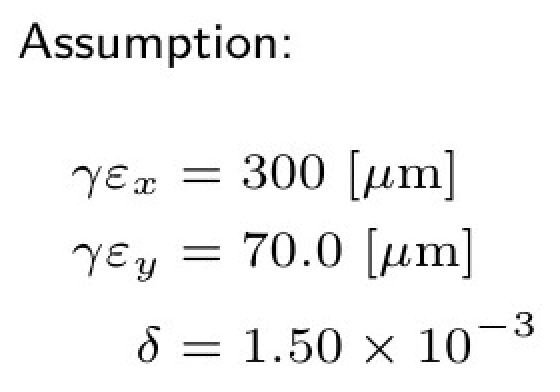 Assumption:
γε_x = 300 [μm]
γε_y = 70.0 [μm]
δ = 1.50 × 10⁻³